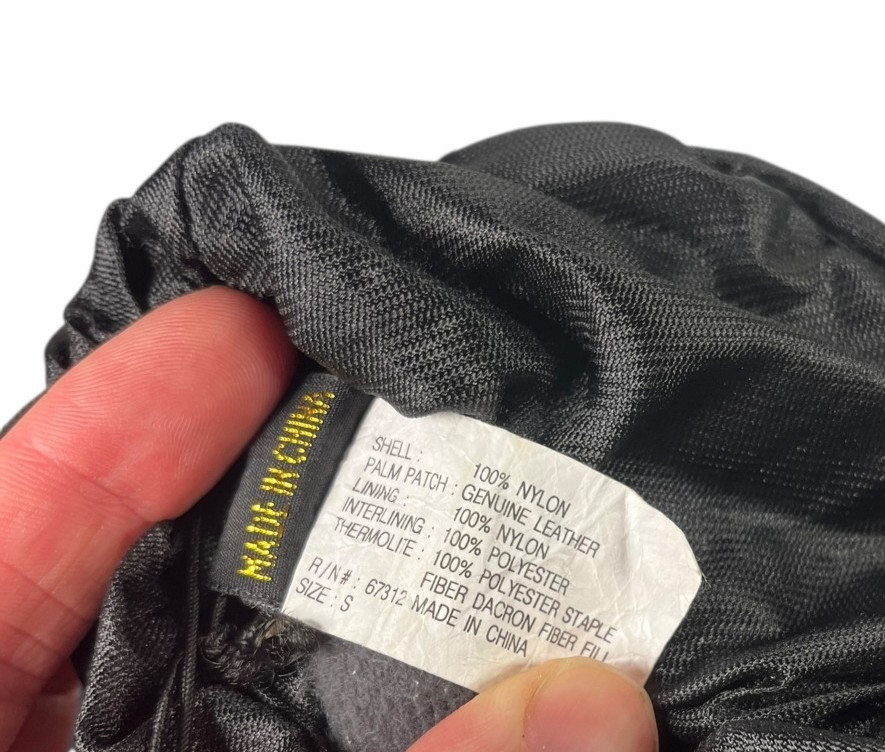 MADE IN CHINA
SHELL : 100% NYLON
PALM PATCH : GENUINE LEATHER
LINING : 100% NYLON
INTERLINING : 100% POLYESTER
THERMOLITE : 100% POLYESTER STAPLE
FIBER DACRON FIBER FILL
R/N# : 67312 MADE IN CHINA
SIZE : S